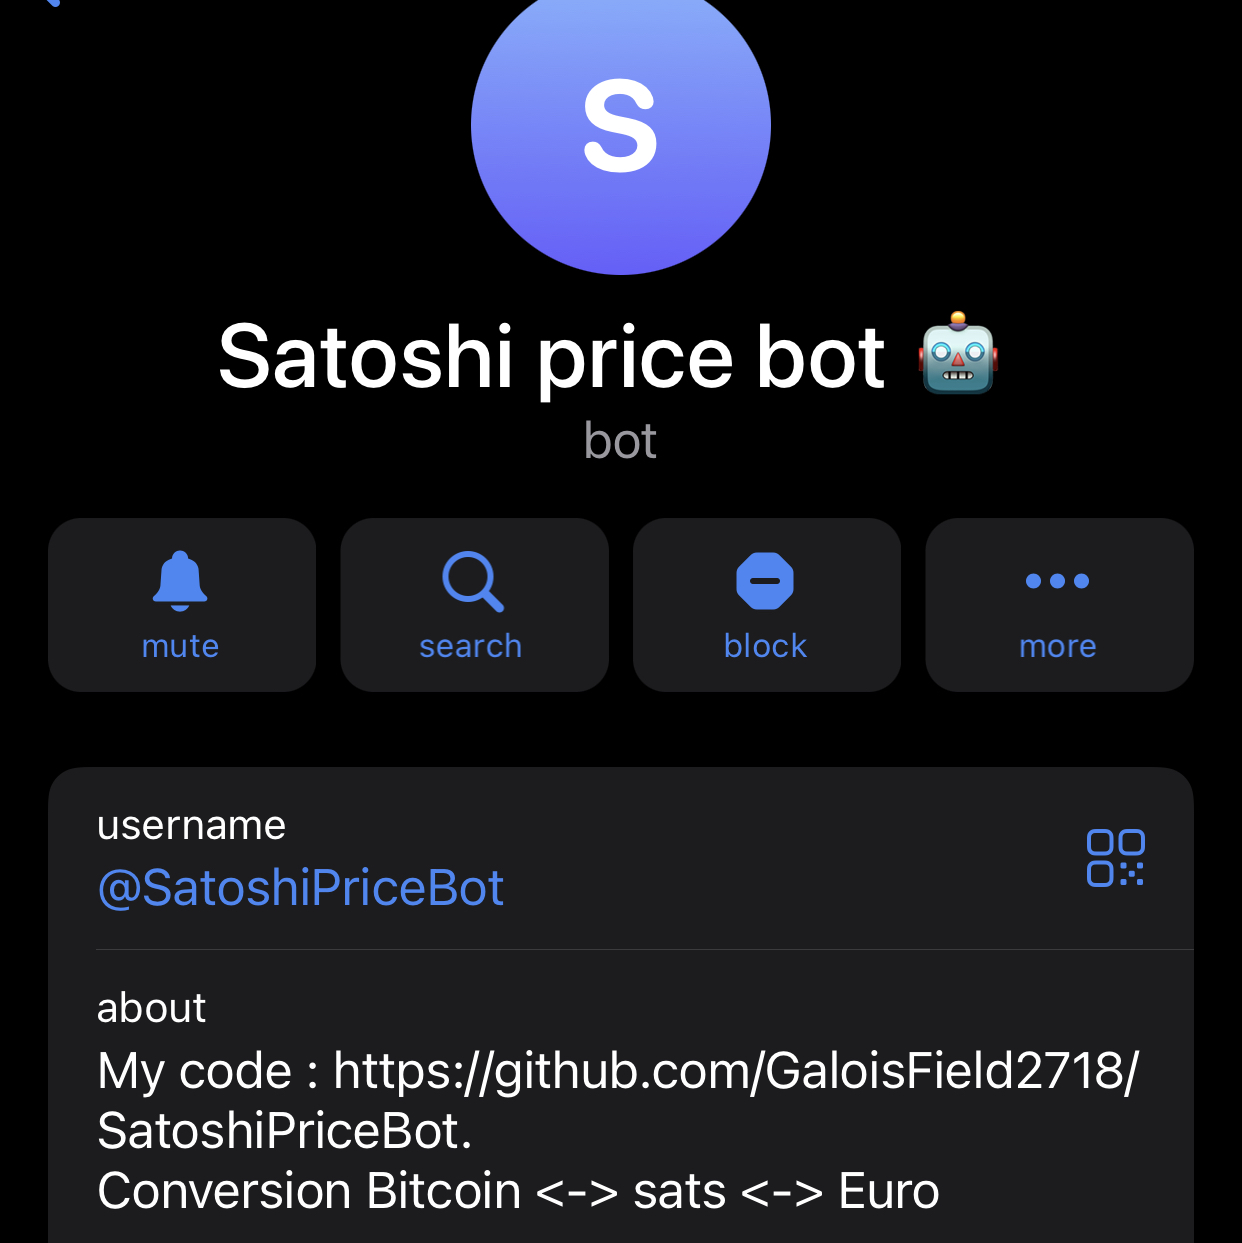 S
Satoshi price bot 🤖
bot
mute
search
block
more
username
@SatoshiPriceBot
about
My code : https://github.com/GaloisField2718/
SatoshiPriceBot.
Conversion Bitcoin <-> sats <-> Euro